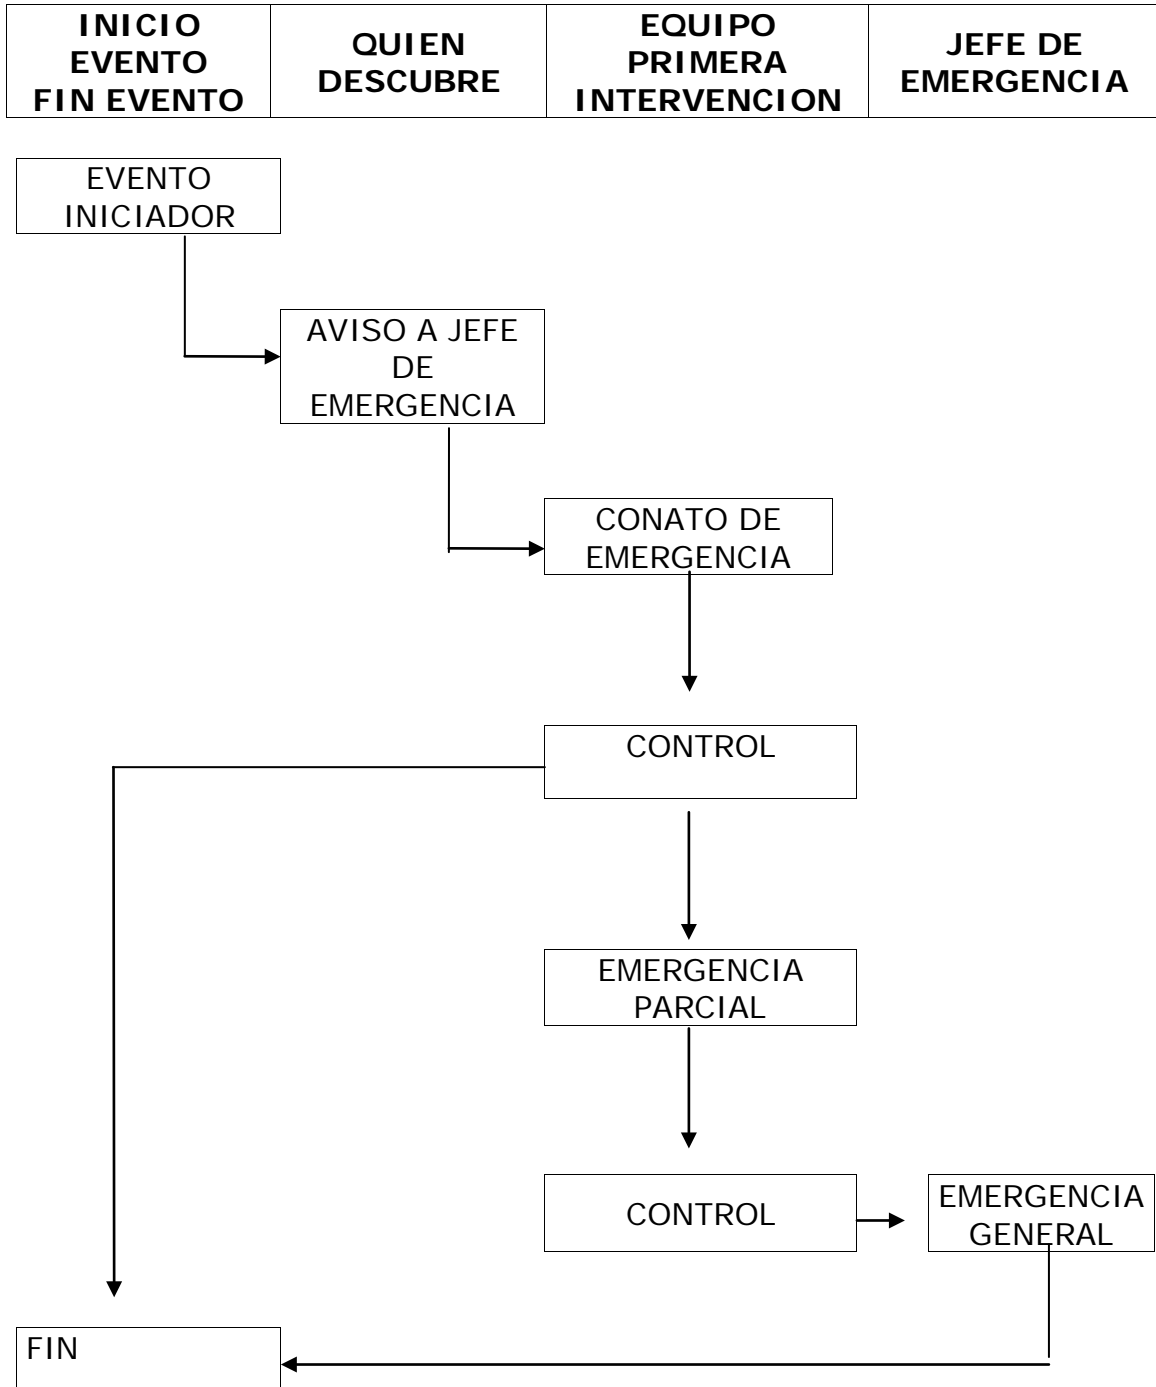 INICIO
EVENTO
FIN EVENTO
QUIEN
DESCUBRE
EQUIPO
PRIMERA
INTERVENCION
JEFE DE
EMERGENCIA
EVENTO
INICIADOR
AVISO A JEFE
DE
EMERGENCIA
CONATO DE
EMERGENCIA
CONTROL
EMERGENCIA
PARCIAL
CONTROL
EMERGENCIA
GENERAL
FIN